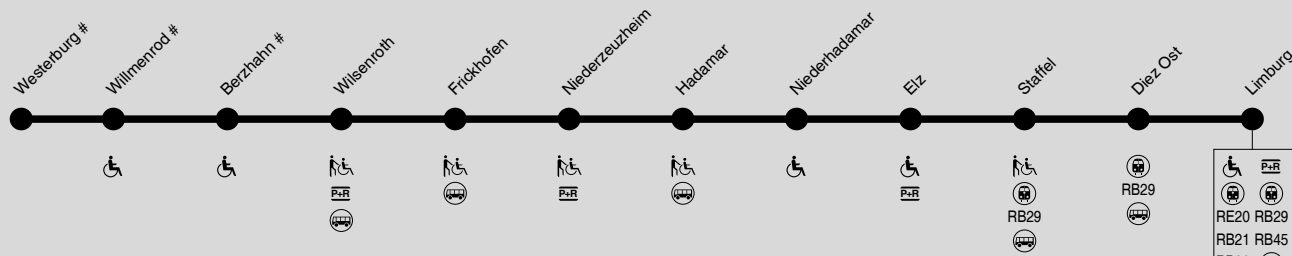 Westerburg #
Willmenrod #
Berzhahn #
Wilsenroth
Frickhofen
Niederzeuzheim
Hadamar
Niederhadamar
Elz
Staffel
Diez Ost
Limburg
P+R
P+R
P+R
P+R
RB29
RB29
RE20 RB29
RB21 RB45